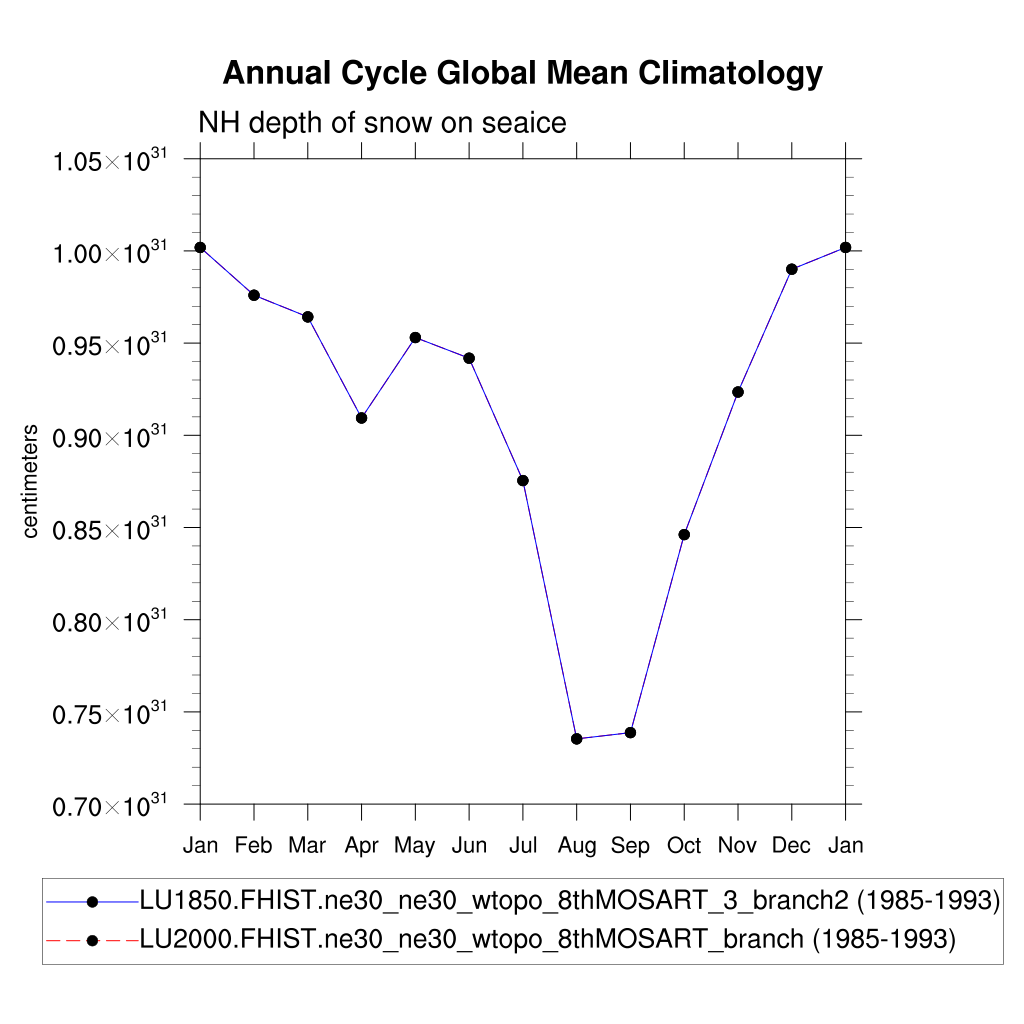 Annual Cycle Global Mean Climatology
NH depth of snow on seaice
1.05×10³¹
1.00×10³¹
0.95×10³¹
0.90×10³¹
0.85×10³¹
0.80×10³¹
0.75×10³¹
0.70×10³¹
centimeters
Jan Feb Mar Apr May Jun Jul Aug Sep Oct Nov Dec Jan
LU1850.FHIST.ne30_ne30_wtopo_8thMOSART_3_branch2 (1985-1993)
LU2000.FHIST.ne30_ne30_wtopo_8thMOSART_branch (1985-1993)